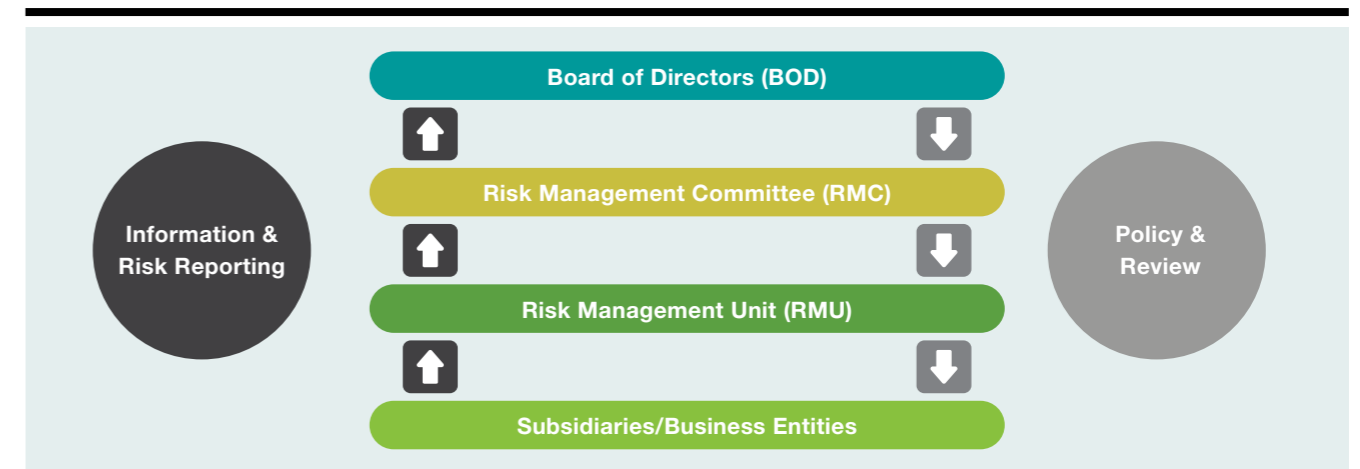 Board of Directors (BOD)
Risk Management Committee (RMC)
Information &
Risk Reporting
Policy &
Review
Risk Management Unit (RMU)
Subsidiaries/Business Entities